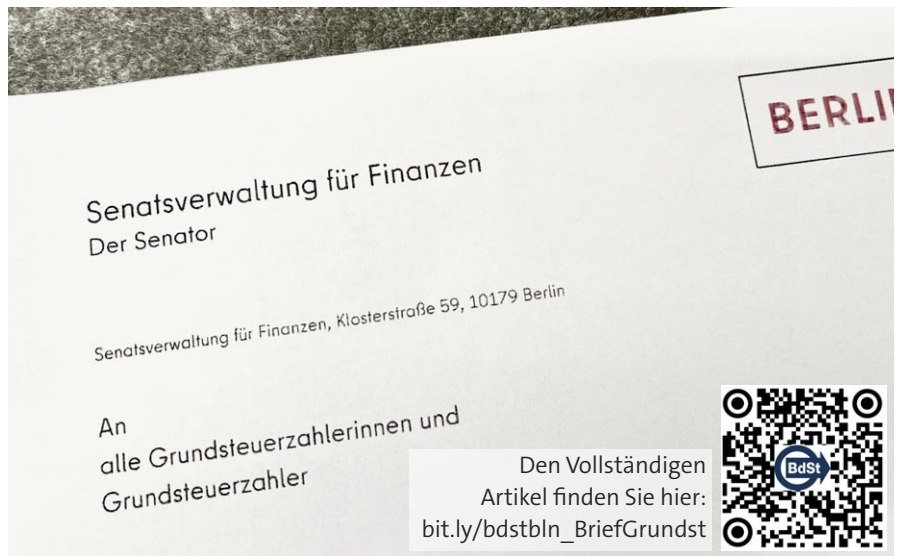 BERLI
Senatsverwaltung für Finanzen
Der Senator
Senatsverwaltung für Finanzen, Klosterstraße 59, 10179 Berlin
An
alle Grundsteuerzahlerinnen und
Grundsteuerzahler
Den Vollständigen
Artikel finden Sie hier:
bit.ly/bdstbln_BriefGrundst
BdSt